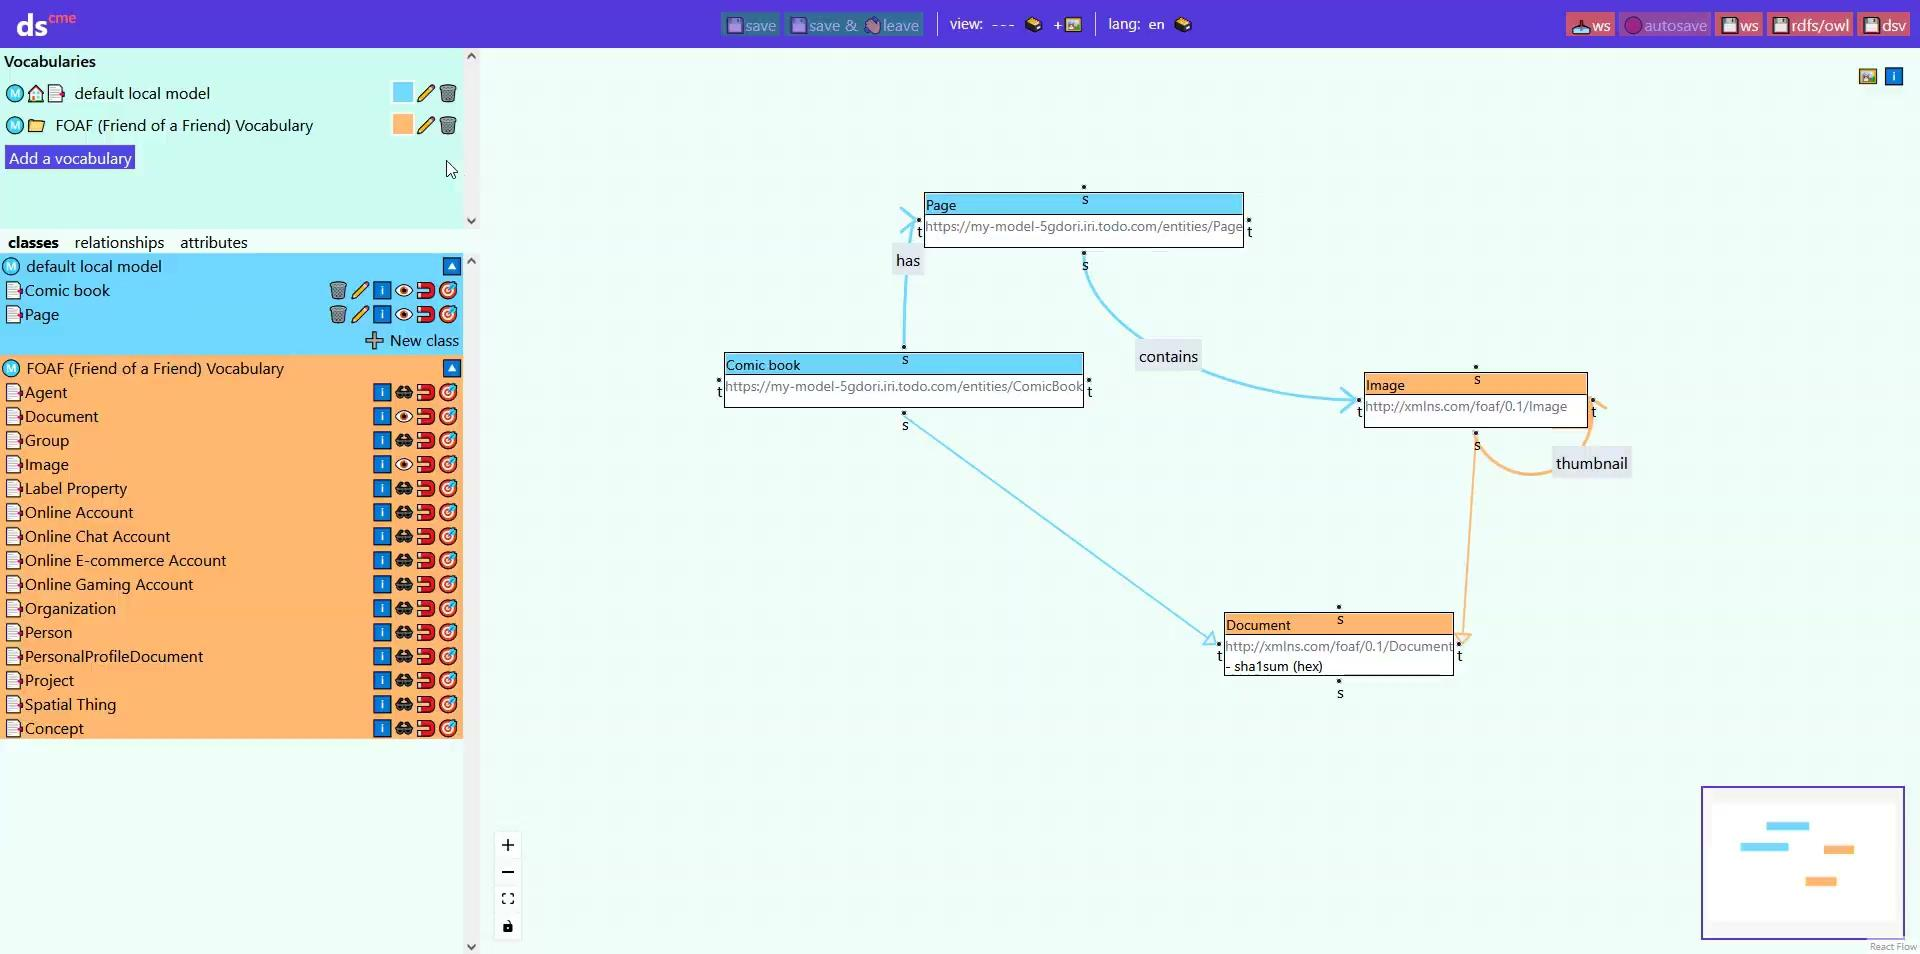 dscme
save save & leave view: --- + lang: en ws autosave ws rdfs/owl dsv
Vocabularies
M default local model
M FOAF (Friend of a Friend) Vocabulary
Add a vocabulary
classes relationships attributes
M default local model
Comic book
Page
New class
M FOAF (Friend of a Friend) Vocabulary
Agent
Document
Group
Image
Label Property
Online Account
Online Chat Account
Online E-commerce Account
Online Gaming Account
Organization
Person
PersonalProfileDocument
Project
Spatial Thing
Concept
s
Page
https://my-model-5gdori.iri.todo.com/entities/Page
t t
s
has
contains
s
Comic book
https://my-model-5gdori.iri.todo.com/entities/ComicBook
t t
s
s
Image
http://xmlns.com/foaf/0.1/Image
t t
s
thumbnail
s
Document
http://xmlns.com/foaf/0.1/Document
t t
- sha1sum (hex)
s
React Flow